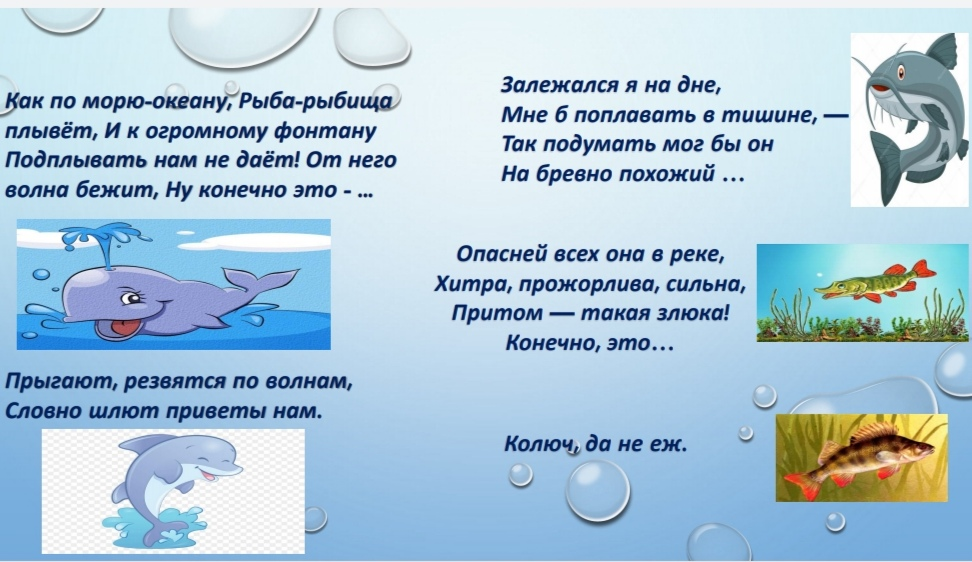 Как по морю-океану, Рыба-рыбища
плывёт, И к огромному фонтану
Подплывать нам не даёт! От него
волна бежит, Ну конечно это - ...
Прыгают, резвятся по волнам,
Словно шлют приветы нам.
Залежался я на дне,
Мне б поплавать в тишине, —
Так подумать мог бы он
На бревно похожий …
Опасней всех она в реке,
Хитра, прожорлива, сильна,
Притом — такая злюка!
Конечно, это…
Колюч, да не еж.